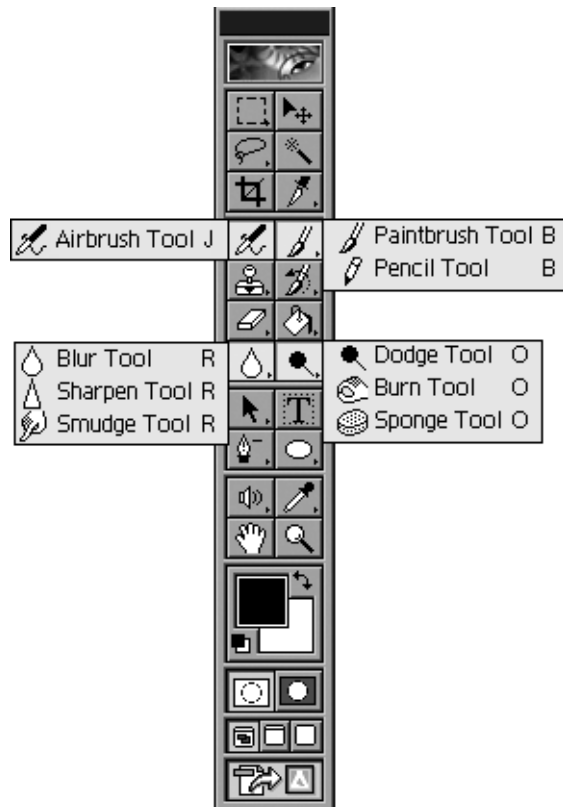 Airbrush Tool J
Paintbrush Tool B
Pencil Tool B
Blur Tool R
Sharpen Tool R
Smudge Tool R
Dodge Tool O
Burn Tool O
Sponge Tool O
T